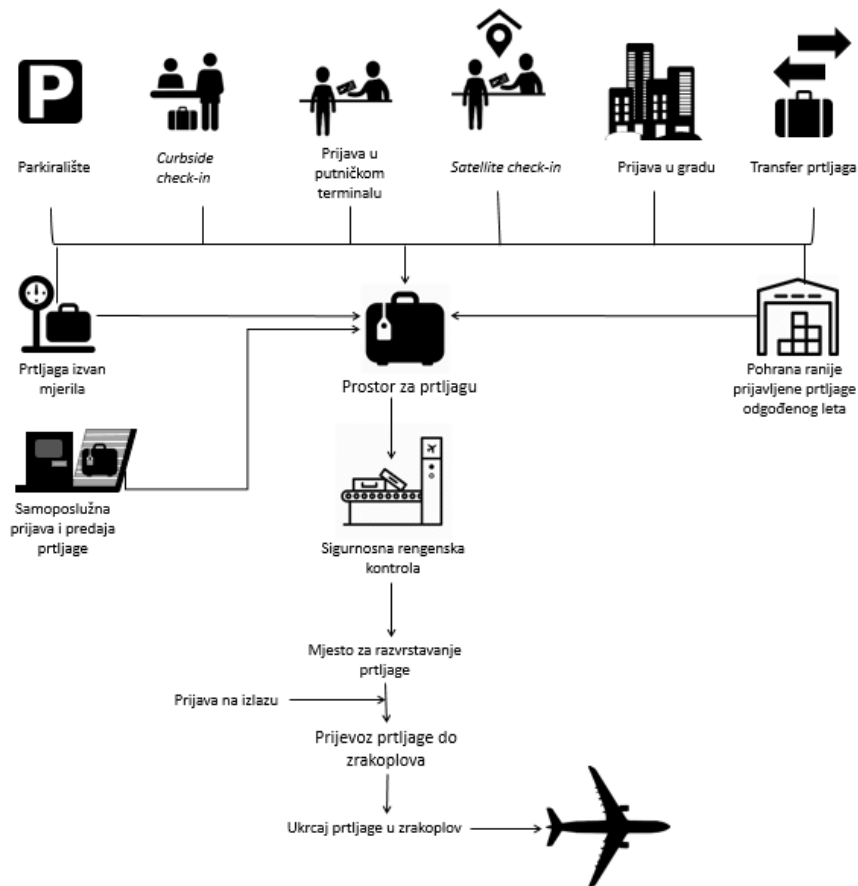 P
Parkiralište
Curbside
check-in
Prijava u
putničkom
terminalu
Satellite check-in
Prijava u gradu
Transfer prtljaga
Prtljaga izvan
mjerila
Prostor za prtljagu
Pohrana ranije
prijavljene prtljage
odgođenog leta
Samoposlužna
prijava i predaja
prtljage
Sigurnosna rengenska
kontrola
Mjesto za razvrstavanje
prtljage
Prijava na izlazu
Prijevoz prtljage do
zrakoplova
Ukrcaj prtljage u zrakoplov